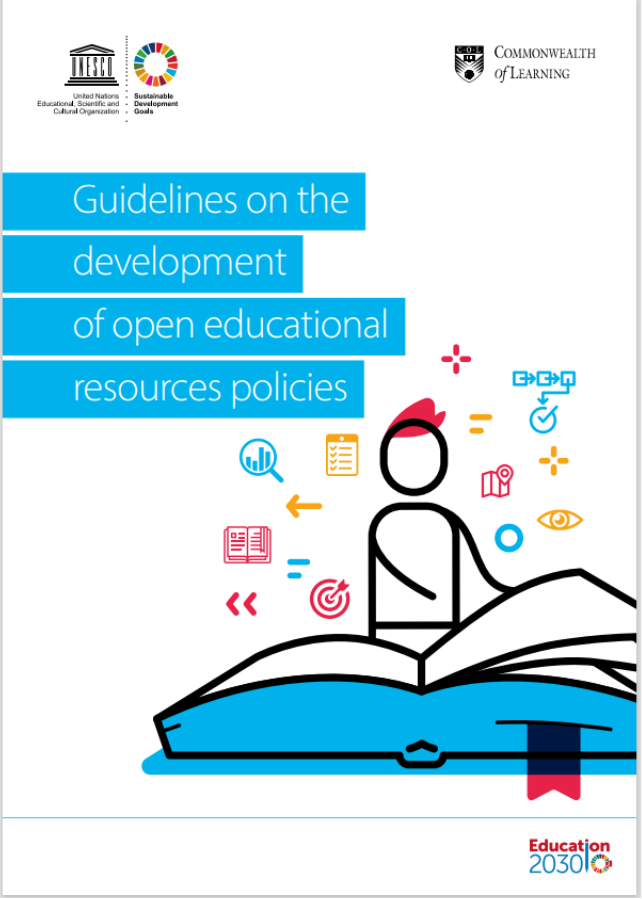 UNESCO
United Nations
Educational, Scientific and
Cultural Organization
Sustainable
Development
Goals
C·O·L
COMMONWEALTH
of LEARNING
Guidelines on the
development
of open educational
resources policies
Education
2030